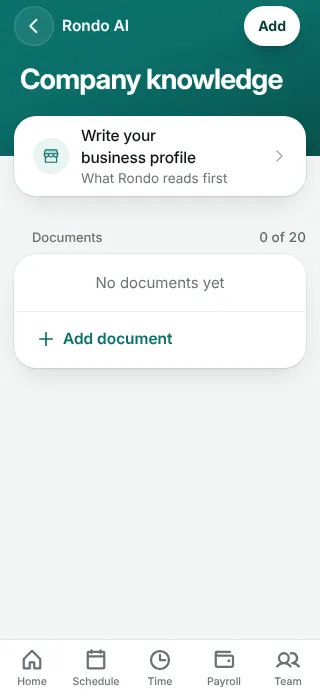 Rondo AI
Add
Company knowledge
Write your
business profile
What Rondo reads first
Documents
0 of 20
No documents yet
Add document
Home
Schedule
Time
Payroll
Team